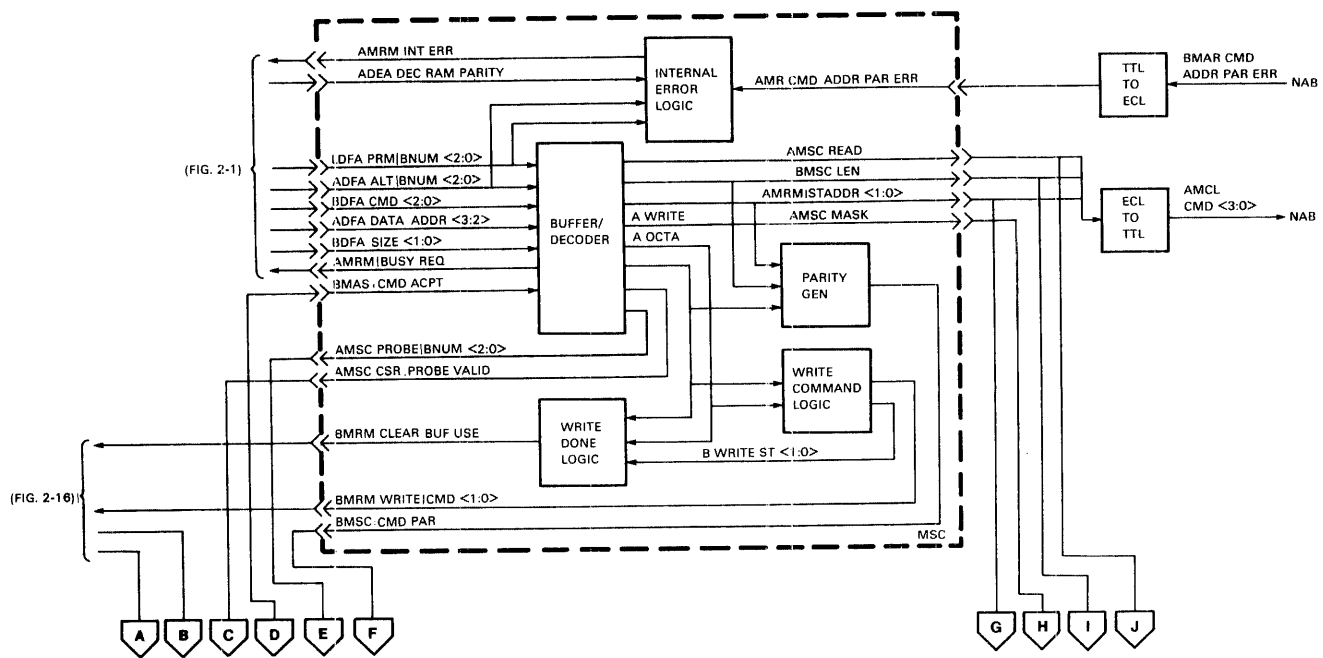 AMRM INT ERR
ADEA DEC RAM PARITY
INTERNAL
ERROR
LOGIC
AMR CMD ADDR PAR ERR
TTL
TO
ECL
BMAR CMD
ADDR PAR ERR
NAB
(FIG. 2-1)
LDFA PRM|BNUM <2:0>
ADFA ALT|BNUM <2:0>
BDFA CMD <2:0>
ADFA DATA ADDR <3:2>
BDFA SIZE <1:0>
AMRM|BUSY REQ
BMAS CMD ACPT
BUFFER/
DECODER
AMSC READ
BMSC LEN
AMRM|STADDR <1:0>
A WRITE
AMSC MASK
A OCTA
ECL
TO
TTL
AMCL
CMD <3:0>
NAB
PARITY
GEN
AMSC PROBE|BNUM <2:0>
AMSC CSR PROBE VALID
WRITE
COMMAND
LOGIC
BMRM CLEAR BUF USE
WRITE
DONE
LOGIC
B WRITE ST <1:0>
(FIG. 2-16)
BMRM WRITE|CMD <1:0>
BMSC CMD PAR
MSC
A B C D E F G H I J